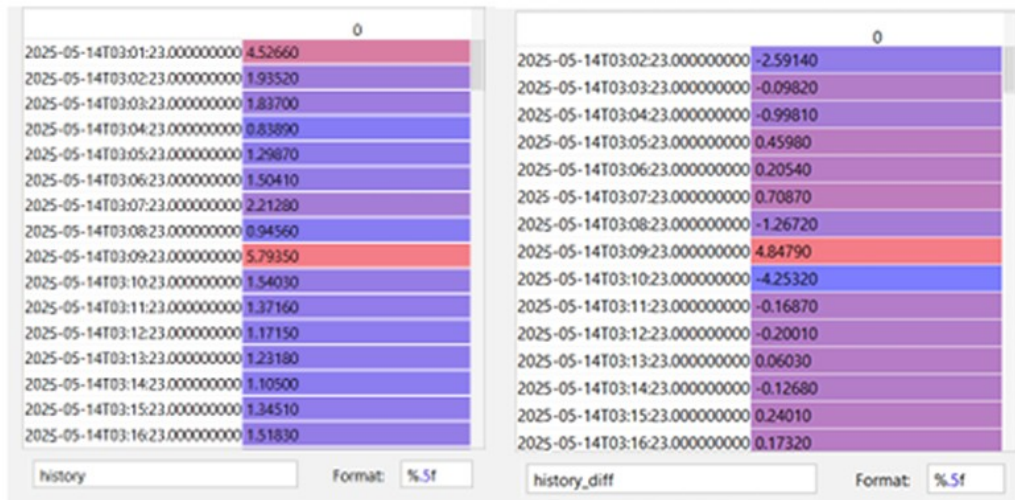 0
2025-05-14T03:01:23.000000000 4.52660
2025-05-14T03:02:23.000000000 1.93520
2025-05-14T03:03:23.000000000 1.83700
2025-05-14T03:04:23.000000000 0.83890
2025-05-14T03:05:23.000000000 1.29870
2025-05-14T03:06:23.000000000 1.50410
2025-05-14T03:07:23.000000000 2.21280
2025-05-14T03:08:23.000000000 0.94560
2025-05-14T03:09:23.000000000 5.79350
2025-05-14T03:10:23.000000000 1.54030
2025-05-14T03:11:23.000000000 1.37160
2025-05-14T03:12:23.000000000 1.17150
2025-05-14T03:13:23.000000000 1.23180
2025-05-14T03:14:23.000000000 1.10500
2025-05-14T03:15:23.000000000 1.34510
2025-05-14T03:16:23.000000000 1.51830
history Format: %.5f
0
2025-05-14T03:02:23.000000000 -2.59140
2025-05-14T03:03:23.000000000 -0.09820
2025-05-14T03:04:23.000000000 -0.99810
2025-05-14T03:05:23.000000000 0.45980
2025-05-14T03:06:23.000000000 0.20540
2025-05-14T03:07:23.000000000 0.70870
2025-05-14T03:08:23.000000000 -1.26720
2025-05-14T03:09:23.000000000 4.84790
2025-05-14T03:10:23.000000000 -4.25320
2025-05-14T03:11:23.000000000 -0.16870
2025-05-14T03:12:23.000000000 -0.20010
2025-05-14T03:13:23.000000000 0.06030
2025-05-14T03:14:23.000000000 -0.12680
2025-05-14T03:15:23.000000000 0.24010
2025-05-14T03:16:23.000000000 0.17320
history_diff Format: %.5f